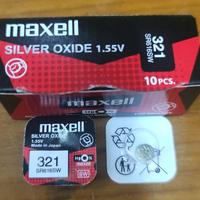 maxell
SILVER OXIDE 1.55V
321
SR616SW
10PCS.
maxell
SILVER OXIDE
1.55V
Made in Japan
321
SR616SW